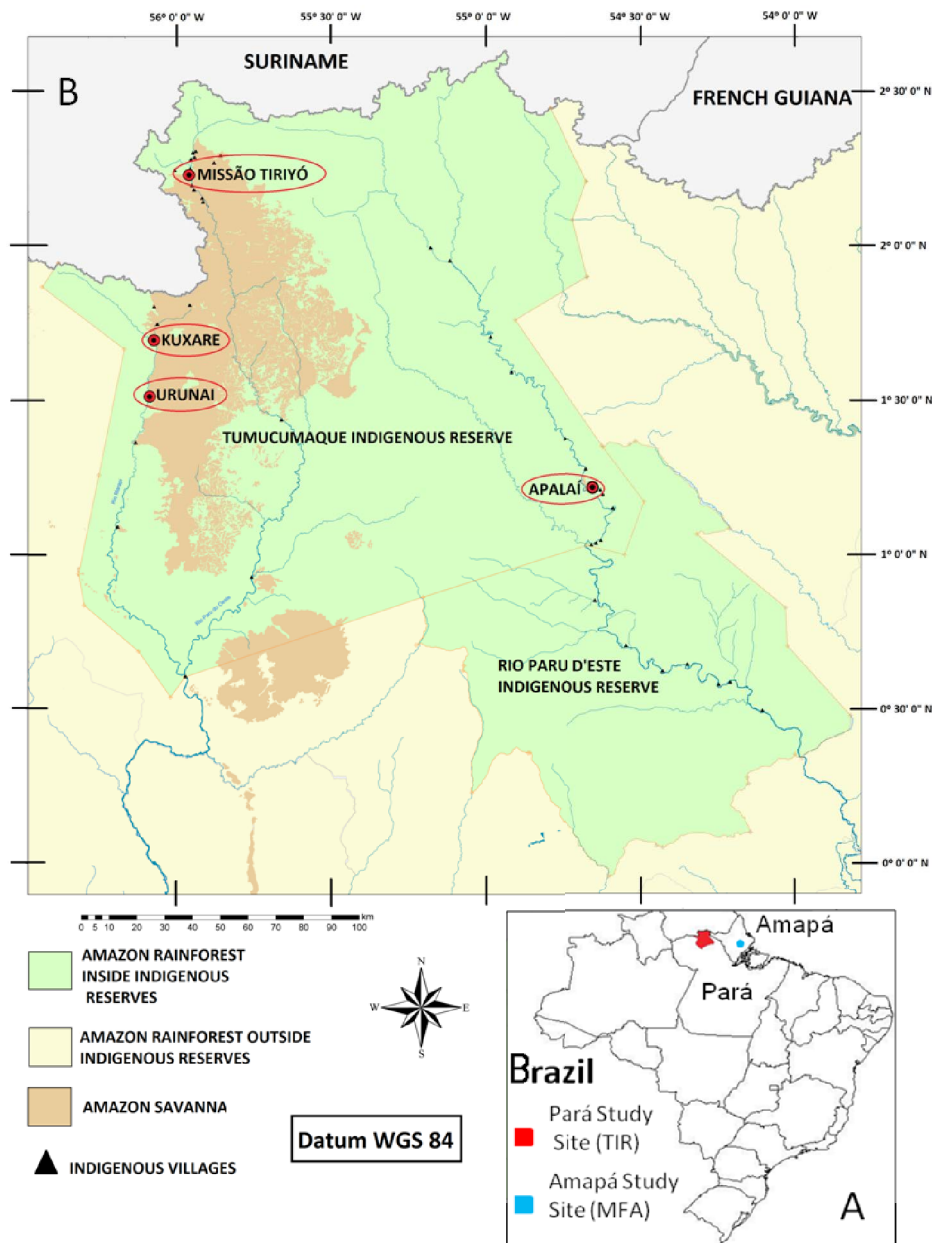 56° 0'0" W
55° 30'0" W
55° 0'0" W
54° 30'0" W
54° 0'0" W
B
SURINAME
FRENCH GUIANA
2° 30' 0" N
MISSÃO TIRIYÓ
2° 0' 0" N
KUXARE
URUNAI
1° 30' 0" N
TUMUCUMAQUE INDIGENOUS RESERVE
APALAÍ
1° 0' 0" N
RIO PARU D'ESTE
INDIGENOUS RESERVE
0° 30' 0" N
0° 0' 0" N
0 5 10 20 30 40 50 60 70 80 90 100 km
AMAZON RAINFOREST
INSIDE INDIGENOUS
RESERVES
AMAZON RAINFOREST OUTSIDE
INDIGENOUS RESERVES
AMAZON SAVANNA
INDIGENOUS VILLAGES
N
W
E
S
Datum WGS 84
Amapá
Pará
Brazil
Pará Study
Site (TIR)
Amapá Study
Site (MFA)
A